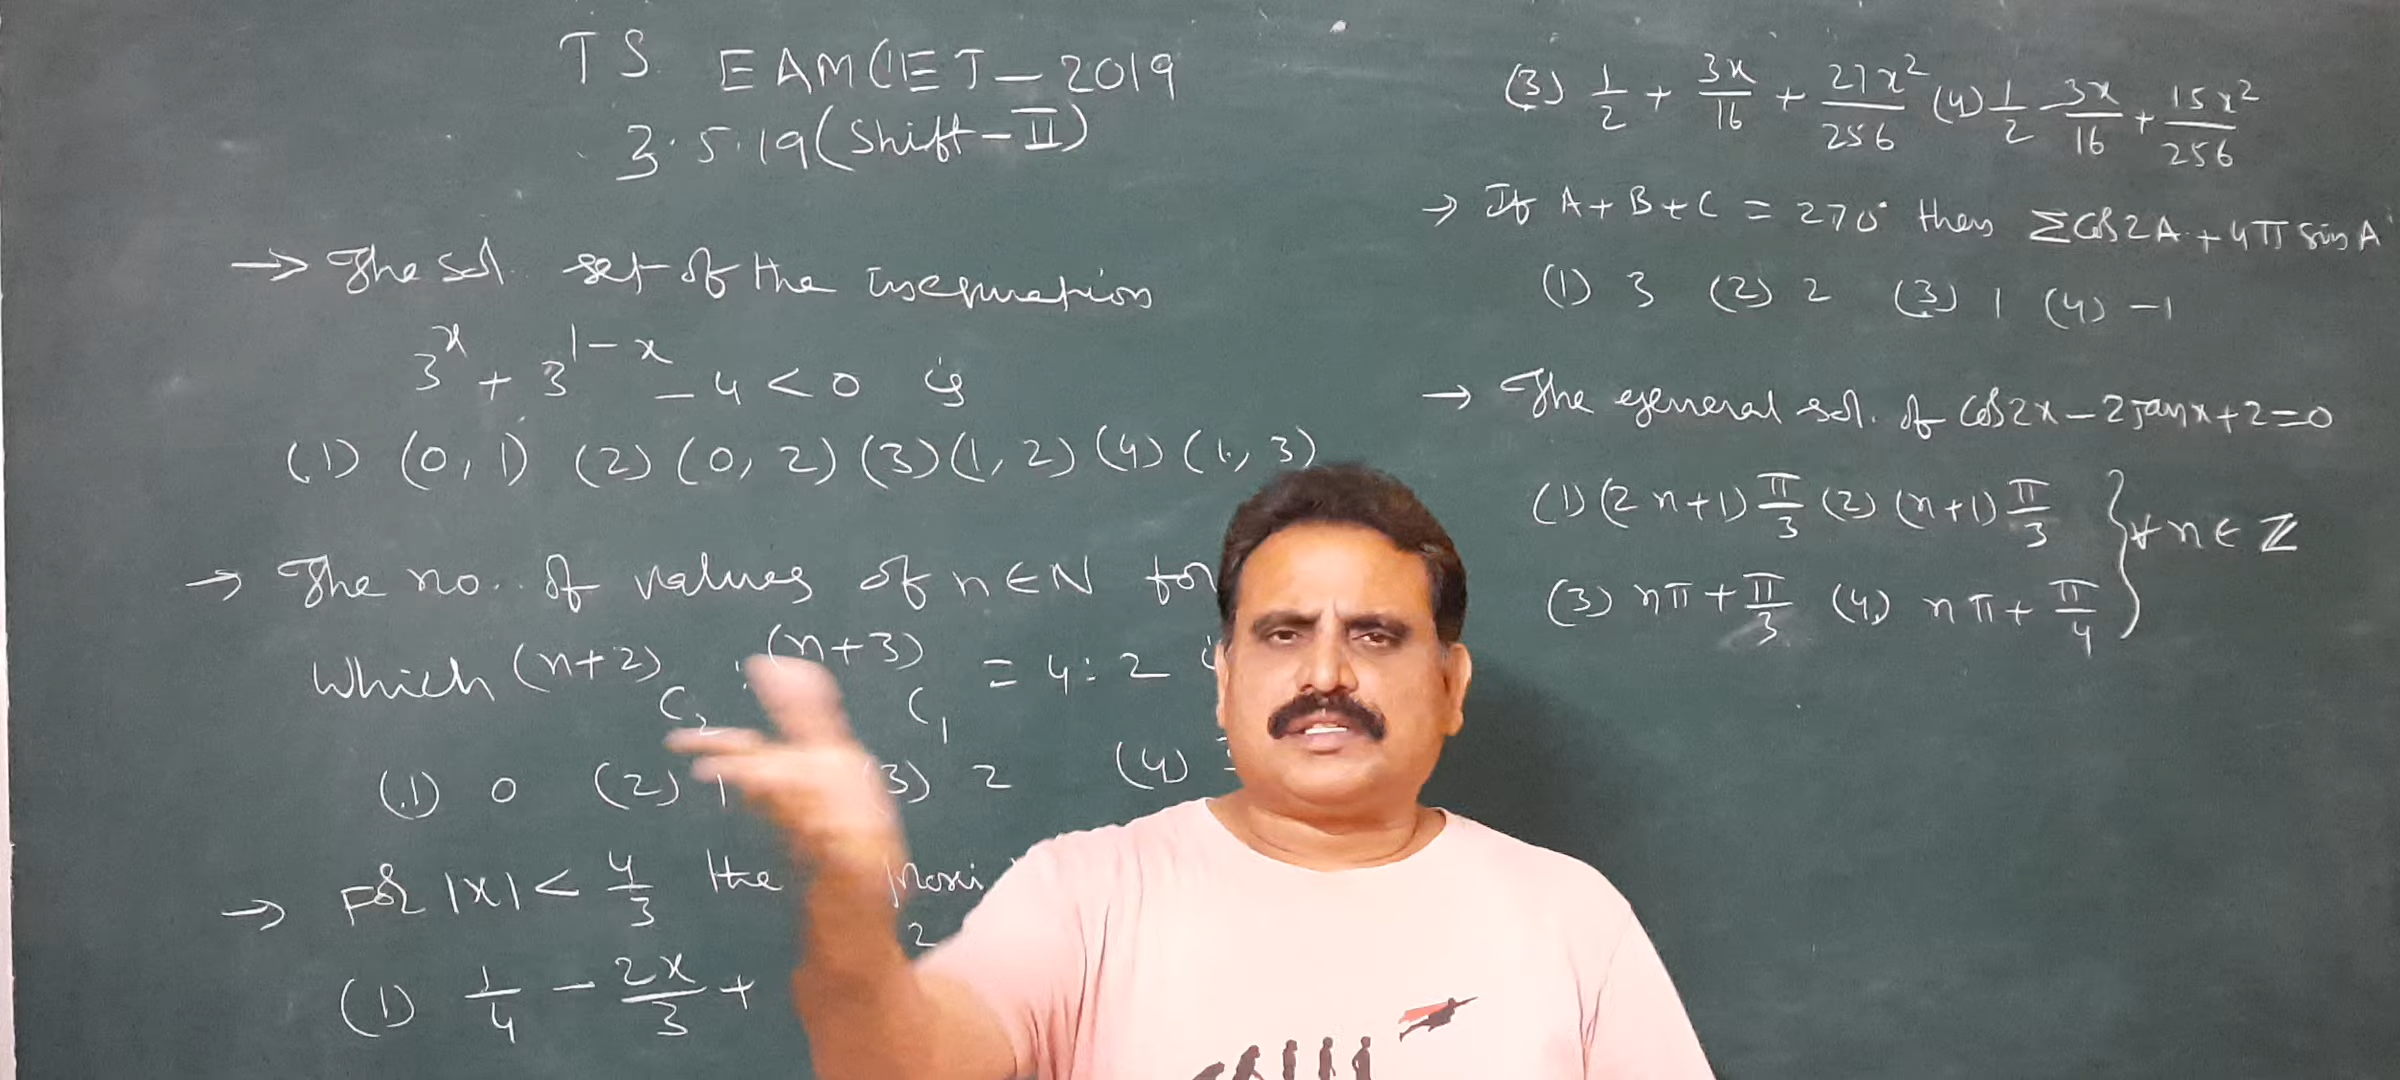 TS EAMCET-2019
3.5.19 (Shift-II)
→ The sol. set of the inequation
3^x + 3^(1-x) - 4 < 0 is
(1) (0, 1) (2) (0, 2) (3) (1, 2) (4) (1, 3)
→ The no. of values of n ∈ N for
which (n+2)C₂ : (n+3)C₁ = 4:2
(1) 0 (2) 1 (3) 2 (4)
→ For |x| < 4/3 the
(1) 1/4 - 2x/3 +
(3) 1/2 + 3x/16 + 27x²/256 (4) 1/2 - 3x/16 + 15x²/256
→ If A+B+C = 270° then Σcos2A + 4π sin A
(1) 3 (2) 2 (3) 1 (4) -1
→ The general sol. of cos2x - 2Tanx + 2 = 0
(1) (2n+1) π/3 (2) (n+1) π/3 } ∀ n ∈ Z
(3) nπ + π/3 (4) nπ + π/4